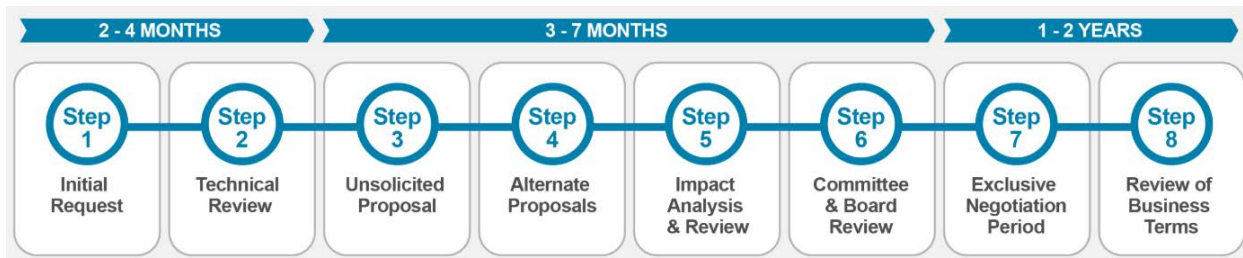 2 - 4 MONTHS
3 - 7 MONTHS
1 - 2 YEARS
Step
1
Initial
Request
Step
2
Technical
Review
Step
3
Unsolicited
Proposal
Step
4
Alternate
Proposals
Step
5
Impact
Analysis
& Review
Step
6
Committee
& Board
Review
Step
7
Exclusive
Negotiation
Period
Step
8
Review of
Business
Terms